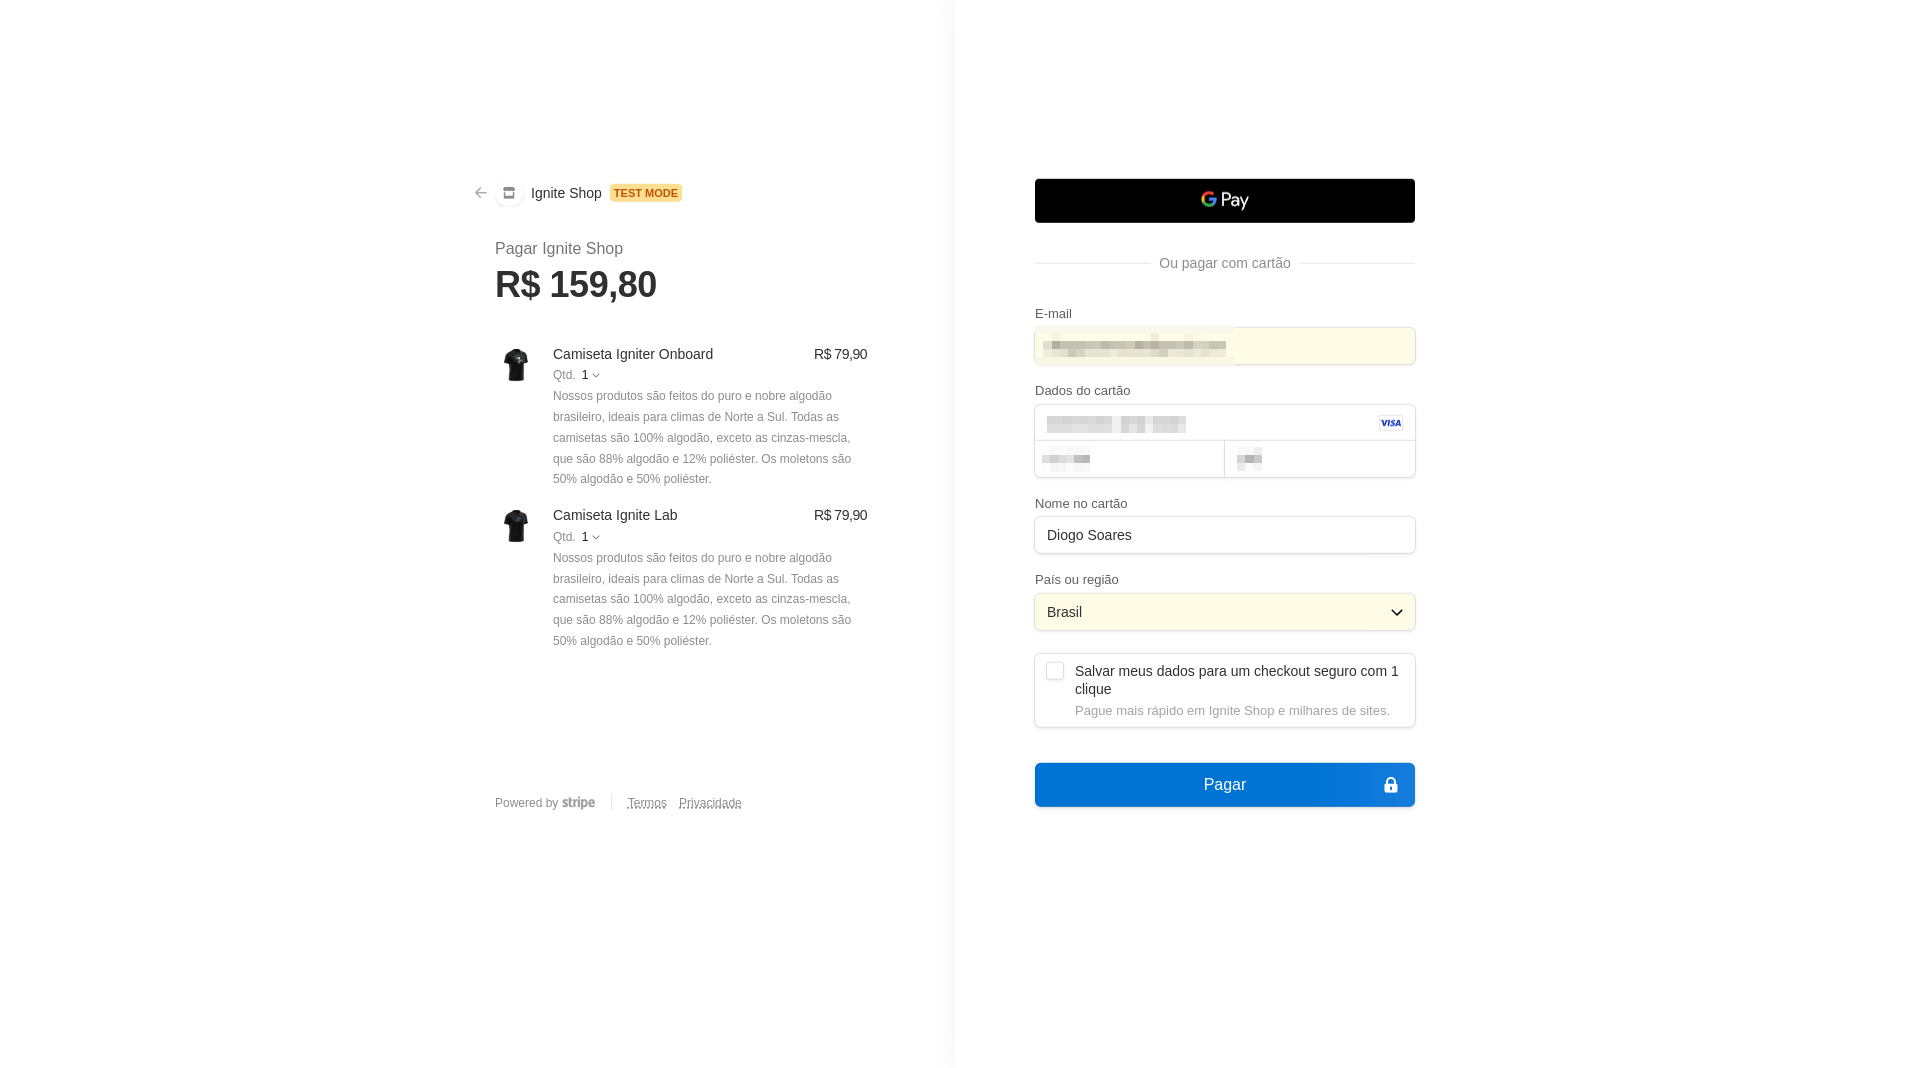 Ignite Shop TEST MODE
Pagar Ignite Shop
R$ 159,80
Camiseta Igniter Onboard R$ 79,90
Qtd. 1
Nossos produtos são feitos do puro e nobre algodão
brasileiro, ideais para climas de Norte a Sul. Todas as
camisetas são 100% algodão, exceto as cinzas-mescla,
que são 88% algodão e 12% poliéster. Os moletons são
50% algodão e 50% poliéster.
Camiseta Ignite Lab R$ 79,90
Qtd. 1
Nossos produtos são feitos do puro e nobre algodão
brasileiro, ideais para climas de Norte a Sul. Todas as
camisetas são 100% algodão, exceto as cinzas-mescla,
que são 88% algodão e 12% poliéster. Os moletons são
50% algodão e 50% poliéster.
Powered by stripe Termos Privacidade
G Pay
Ou pagar com cartão
E-mail
Dados do cartão
VISA
Nome no cartão
Diogo Soares
País ou região
Brasil
Salvar meus dados para um checkout seguro com 1
clique
Pague mais rápido em Ignite Shop e milhares de sites.
Pagar